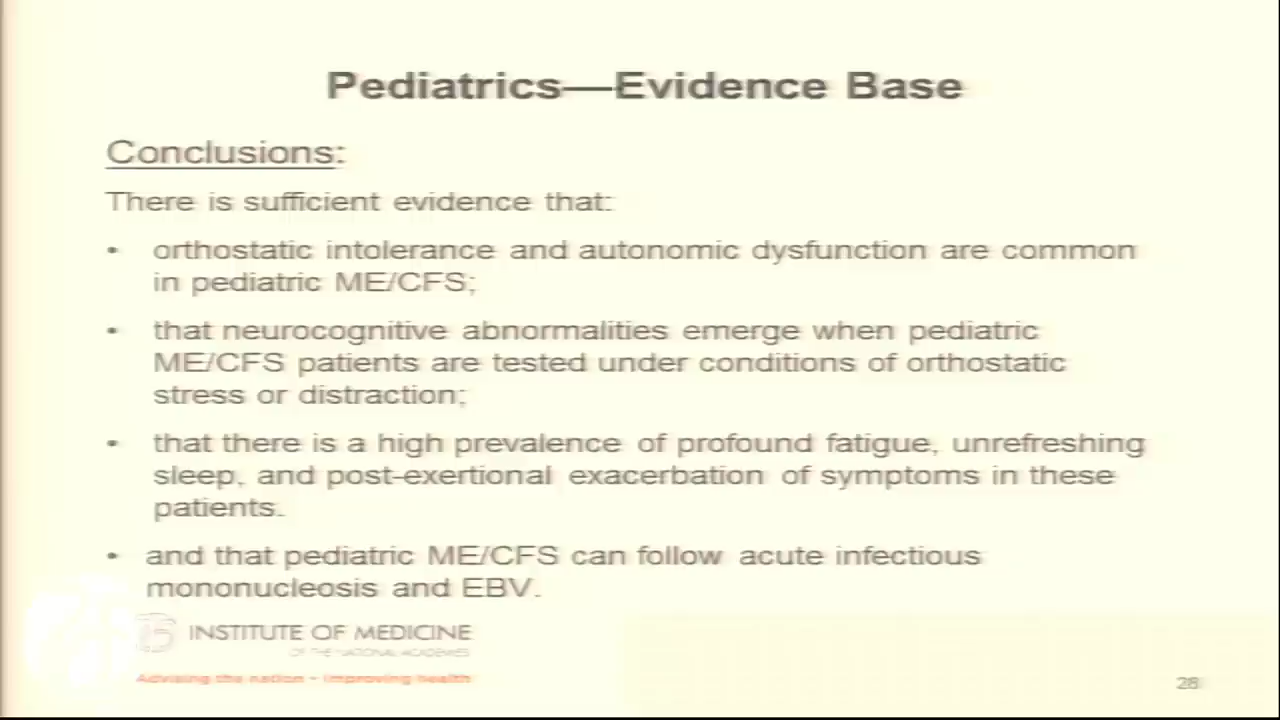 Pediatrics—Evidence Base
Conclusions:
There is sufficient evidence that:
• orthostatic intolerance and autonomic dysfunction are common
in pediatric ME/CFS;
• that neurocognitive abnormalities emerge when pediatric
ME/CFS patients are tested under conditions of orthostatic
stress or distraction;
• that there is a high prevalence of profound fatigue, unrefreshing
sleep, and post-exertional exacerbation of symptoms in these
patients.
• and that pediatric ME/CFS can follow acute infectious
mononucleosis and EBV.
INSTITUTE OF MEDICINE
OF THE NATIONAL ACADEMIES
Advising the nation • Improving health
28